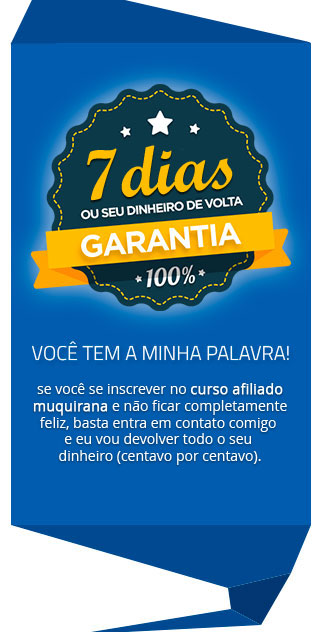 7 dias
OU SEU DINHEIRO DE VOLTA
GARANTIA
100%
VOCÊ TEM A MINHA PALAVRA!
se você se inscrever no curso afiliado
muquirana e não ficar completamente
feliz, basta entra em contato comigo
e eu vou devolver todo o seu
dinheiro (centavo por centavo).